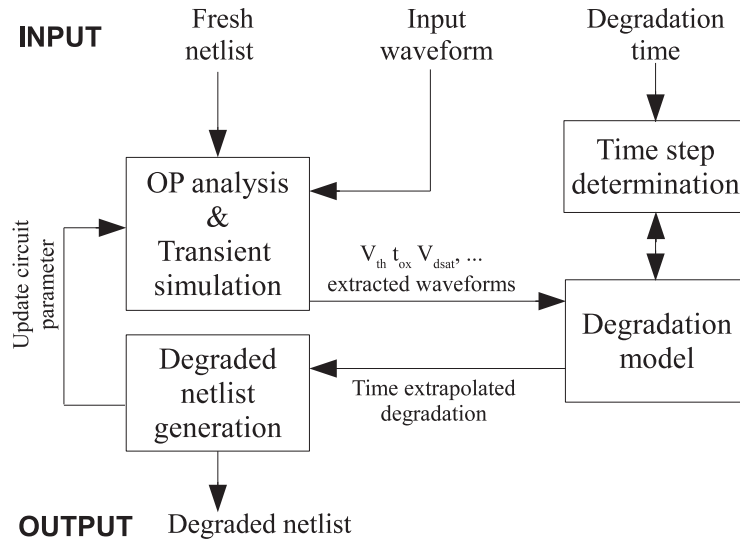 INPUT
Fresh
netlist
Input
waveform
Degradation
time
OP analysis
&
Transient
simulation
Time step
determination
Update circuit
parameter
Vth tox Vdsat, ...
extracted waveforms
Degradation
model
Degraded
netlist
generation
Time extrapolated
degradation
OUTPUT
Degraded netlist